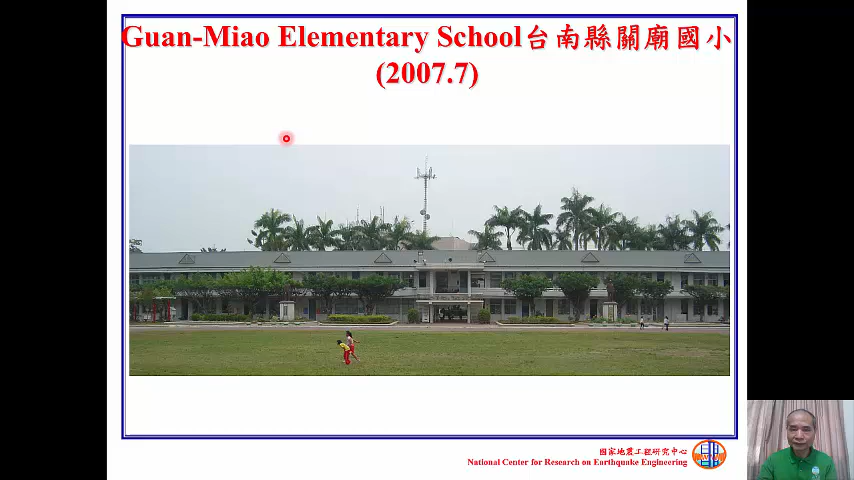 Guan-Miao Elementary School台南縣關廟國小
(2007.7)
國家地震工程研究中心
National Center for Research on Earthquake Engineering